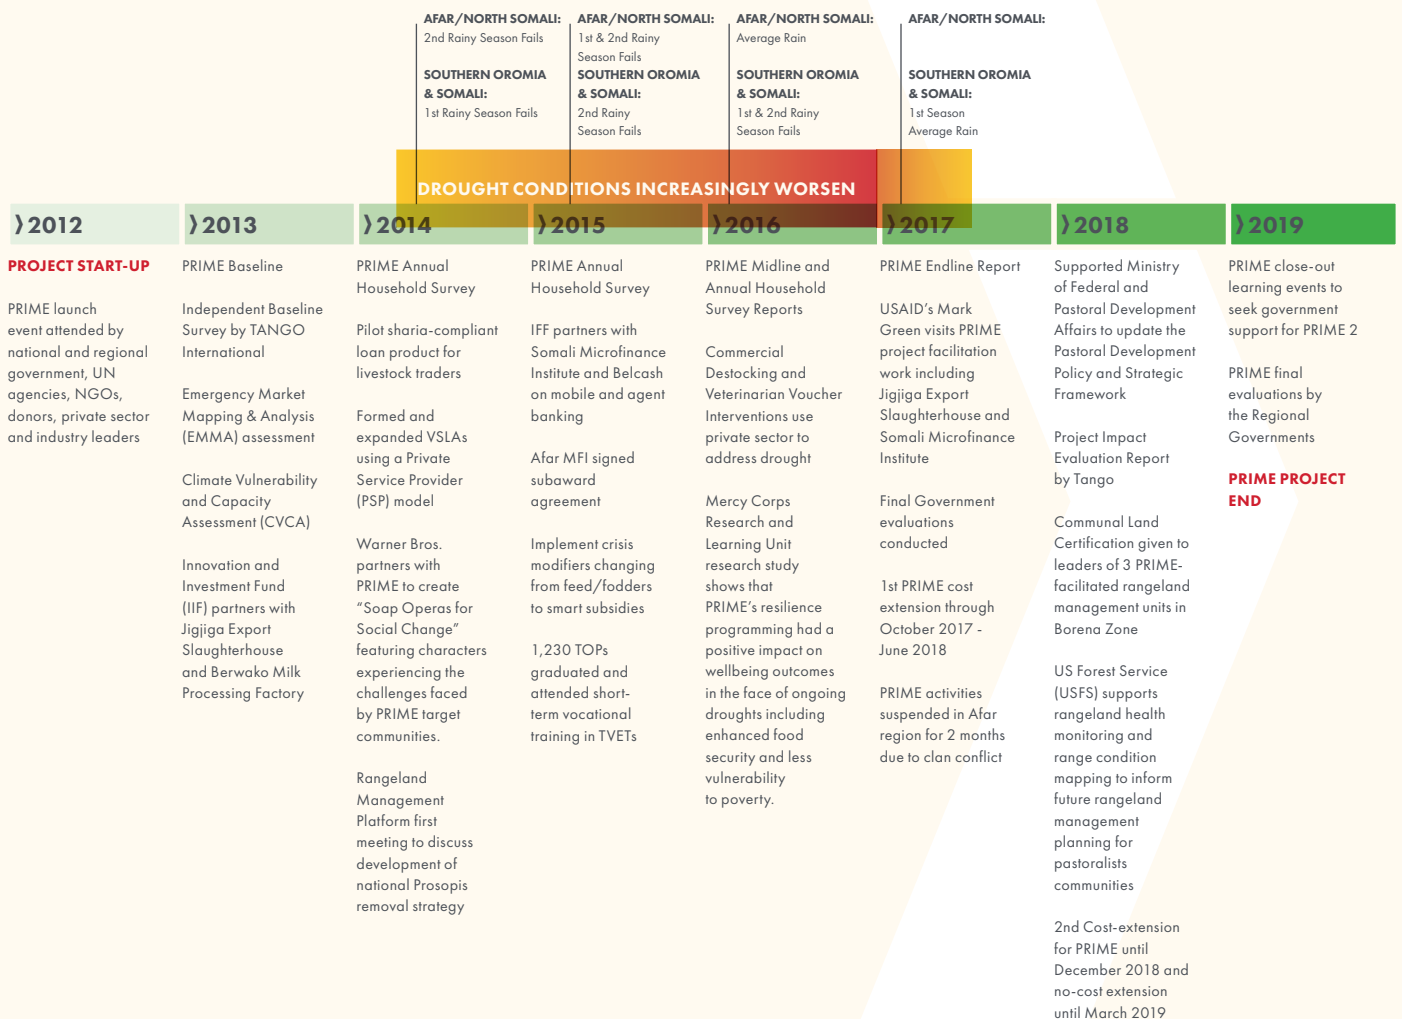 AFAR/NORTH SOMALI:
2nd Rainy Season Fails
SOUTHERN OROMIA
& SOMALI:
1st Rainy Season Fails
AFAR/NORTH SOMALI:
1st & 2nd Rainy
Season Fails
SOUTHERN OROMIA
& SOMALI:
2nd Rainy
Season Fails
AFAR/NORTH SOMALI:
Average Rain
SOUTHERN OROMIA
& SOMALI:
1st & 2nd Rainy
Season Fails
AFAR/NORTH SOMALI:
SOUTHERN OROMIA
& SOMALI:
1st Season
Average Rain
DROUGHT CONDITIONS INCREASINGLY WORSEN
⟩ 2012
PROJECT START-UP
PRIME launch
event attended by
national and regional
government, UN
agencies, NGOs,
donors, private sector
and industry leaders
⟩ 2013
PRIME Baseline
Independent Baseline
Survey by TANGO
International
Emergency Market
Mapping & Analysis
(EMMA) assessment
Climate Vulnerability
and Capacity
Assessment (CVCA)
Innovation and
Investment Fund
(IIF) partners with
Jigjiga Export
Slaughterhouse
and Berwako Milk
Processing Factory
⟩ 2014
PRIME Annual
Household Survey
Pilot sharia-compliant
loan product for
livestock traders
Formed and
expanded VSLAs
using a Private
Service Provider
(PSP) model
Warner Bros.
partners with
PRIME to create
“Soap Operas for
Social Change”
featuring characters
experiencing the
challenges faced
by PRIME target
communities.
Rangeland
Management
Platform first
meeting to discuss
development of
national Prosopis
removal strategy
⟩ 2015
PRIME Annual
Household Survey
IFF partners with
Somali Microfinance
Institute and Belcash
on mobile and agent
banking
Afar MFI signed
subaward
agreement
Implement crisis
modifiers changing
from feed/fodders
to smart subsidies
1,230 TOPs
graduated and
attended short-
term vocational
training in TVETs
⟩ 2016
PRIME Midline and
Annual Household
Survey Reports
Commercial
Destocking and
Veterinarian Voucher
Interventions use
private sector to
address drought
Mercy Corps
Research and
Learning Unit
research study
shows that
PRIME’s resilience
programming had a
positive impact on
wellbeing outcomes
in the face of ongoing
droughts including
enhanced food
security and less
vulnerability
to poverty.
⟩ 2017
PRIME Endline Report
USAID’s Mark
Green visits PRIME
project facilitation
work including
Jigjiga Export
Slaughterhouse and
Somali Microfinance
Institute
Final Government
evaluations
conducted
1st PRIME cost
extension through
October 2017 -
June 2018
PRIME activities
suspended in Afar
region for 2 months
due to clan conflict
⟩ 2018
Supported Ministry
of Federal and
Pastoral Development
Affairs to update the
Pastoral Development
Policy and Strategic
Framework
Project Impact
Evaluation Report
by Tango
Communal Land
Certification given to
leaders of 3 PRIME-
facilitated rangeland
management units in
Borena Zone
US Forest Service
(USFS) supports
rangeland health
monitoring and
range condition
mapping to inform
future rangeland
management
planning for
pastoralists
communities
2nd Cost-extension
for PRIME until
December 2018 and
no-cost extension
until March 2019
⟩ 2019
PRIME close-out
learning events to
seek government
support for PRIME 2
PRIME final
evaluations by
the Regional
Governments
PRIME PROJECT
END